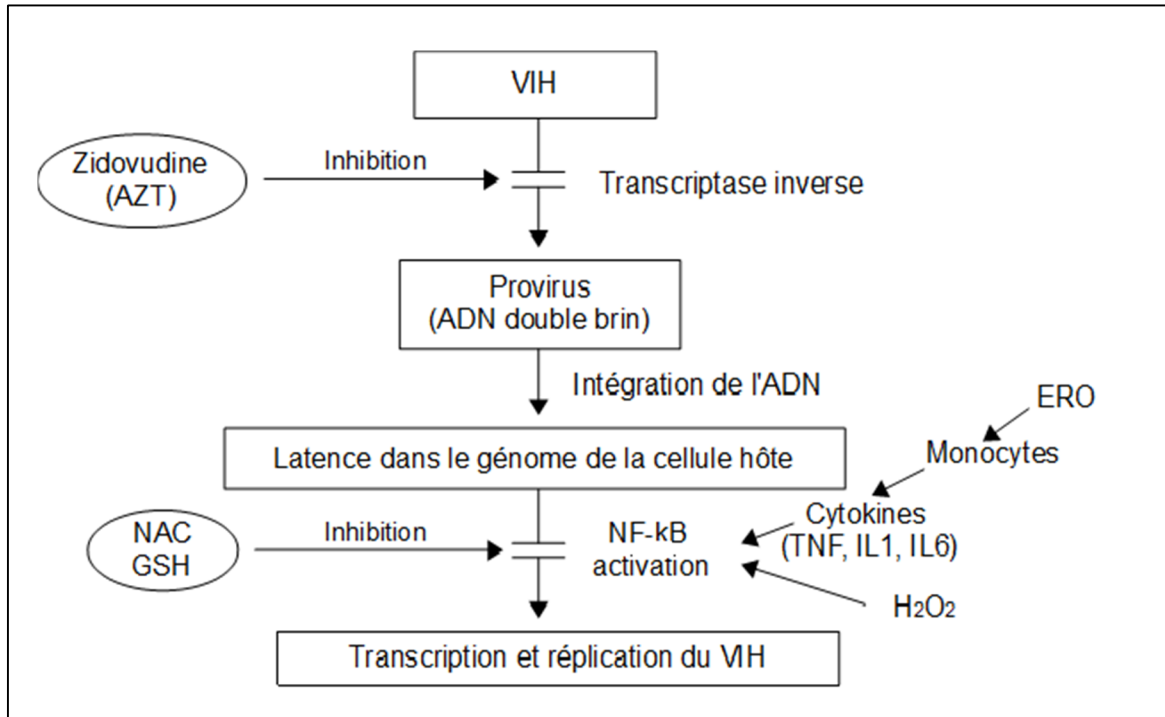 VIH
Zidovudine
(AZT)
Inhibition
Transcriptase inverse
Provirus
(ADN double brin)
Intégration de l'ADN
ERO
Latence dans le génome de la cellule hôte
Monocytes
NAC
GSH
Inhibition
NF-kB
activation
Cytokines
(TNF, IL1, IL6)
H₂O₂
Transcription et réplication du VIH